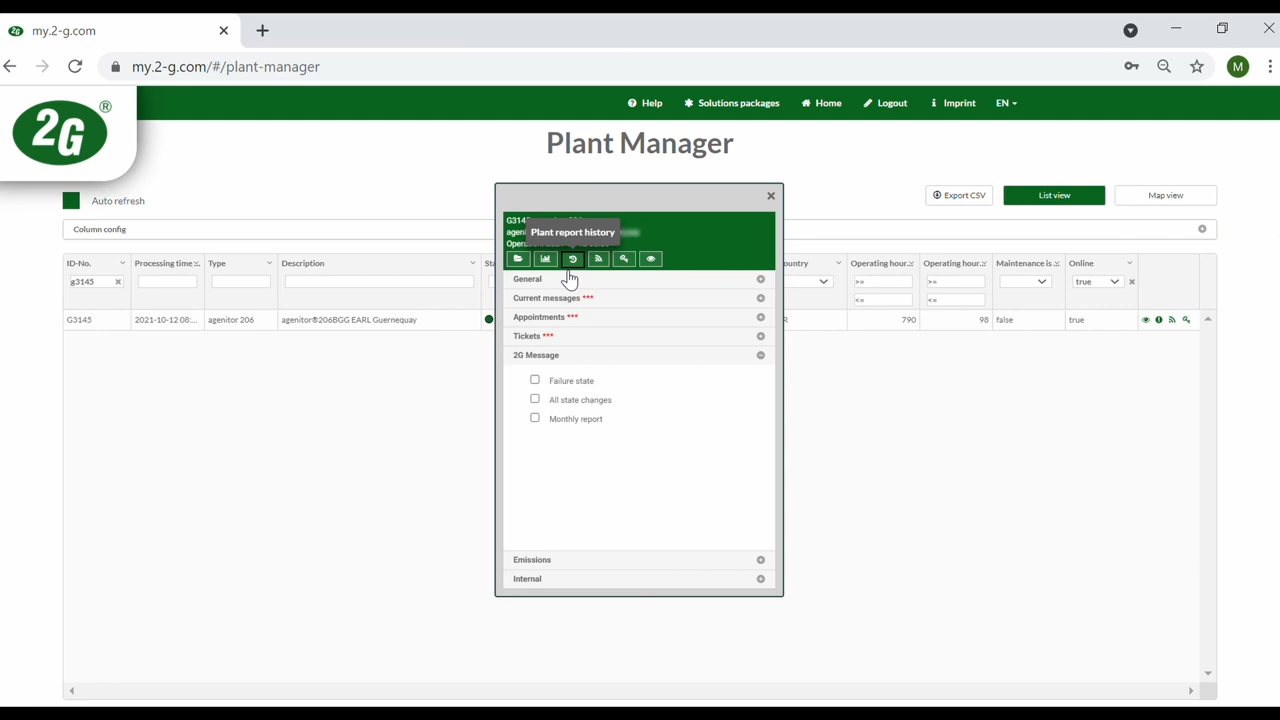 2G my.2-g.com
my.2-g.com/#/plant-manager M
2G®
Help Solutions packages Home Logout Imprint EN
Plant Manager
Auto refresh
Export CSV List view Map view
Column config
ID-No. Processing time Type Description ountry Operating hour... Operating hour... Maintenance is ... Online
g3145 >= >= true
<= <=
G3145 2021-10-12 08:... agenitor 206 agenitor®206BGG EARL Guernequay R 790 98 false true
G314
Plant report history
ageni
Opera
General
Current messages ***
Appointments ***
Tickets ***
2G Message
Failure state
All state changes
Monthly report
Emissions
Internal